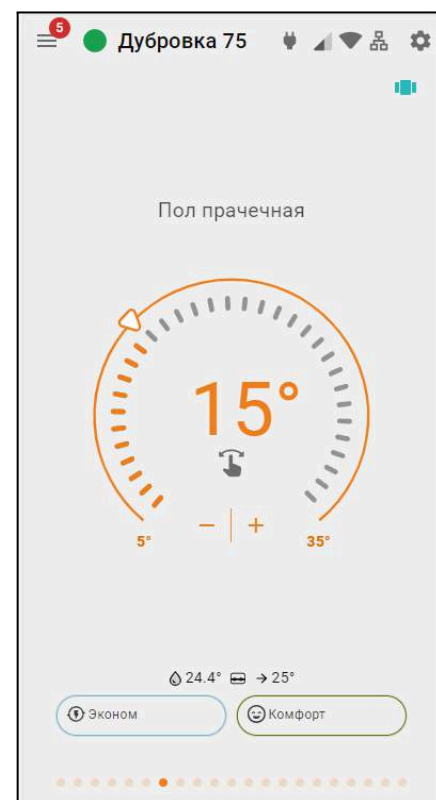 5
Дубровка 75
Пол прачечная
15°
− +
5° 35°
24.4° → 25°
Эконом Комфорт